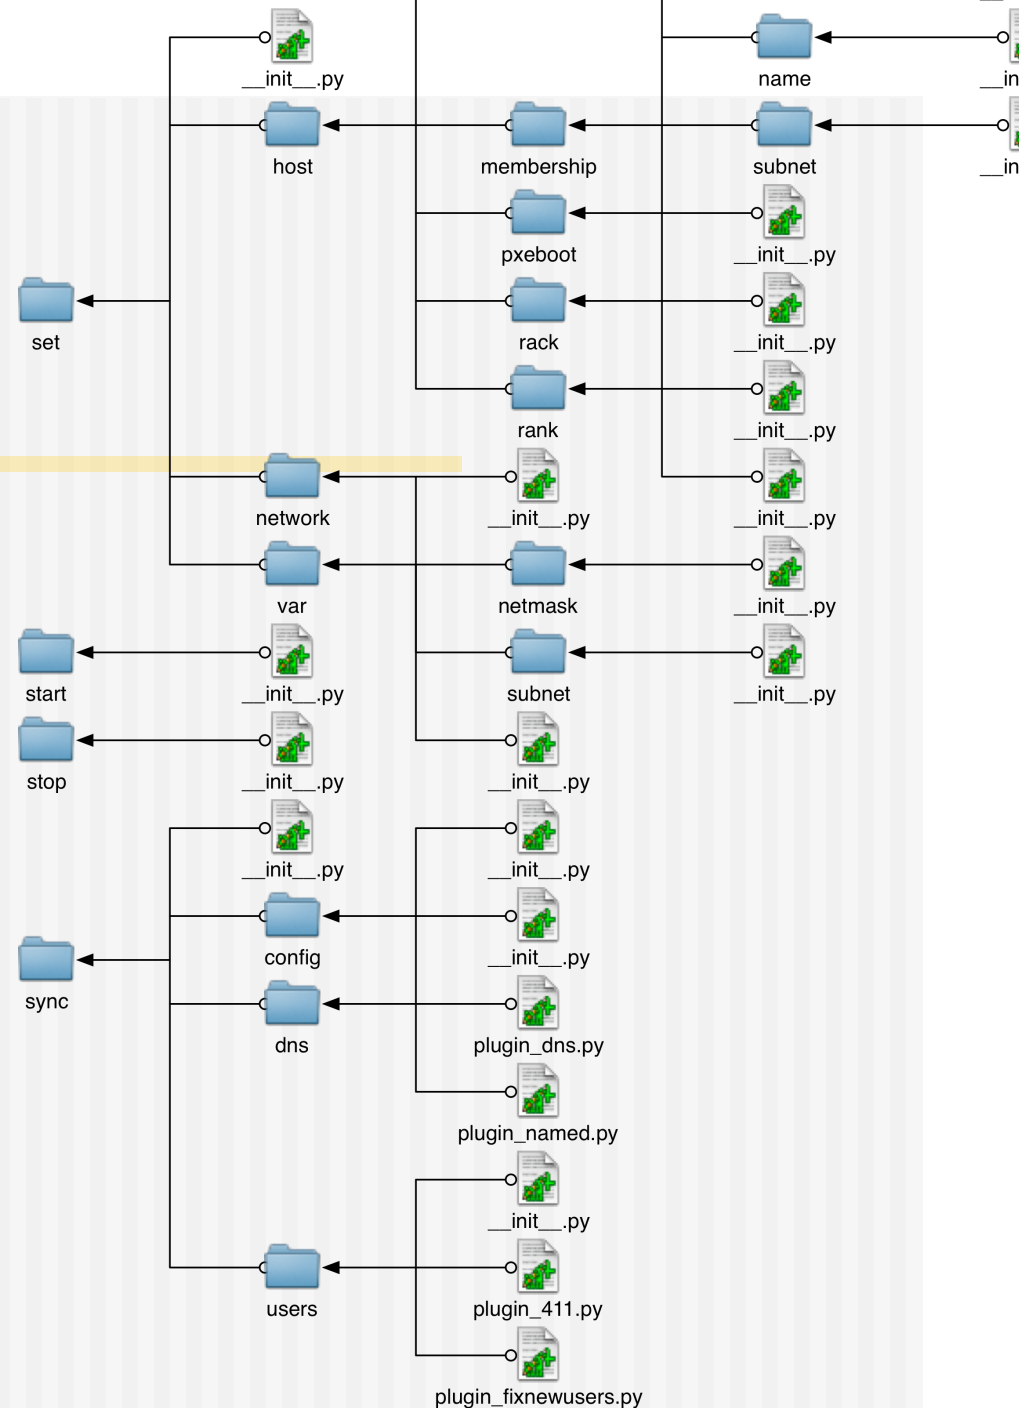 __init__.py
name
__in
host
membership
subnet
__in
pxeboot
__init__.py
set
rack
__init__.py
rank
__init__.py
network
__init__.py
__init__.py
var
netmask
__init__.py
start
__init__.py
subnet
__init__.py
stop
__init__.py
__init__.py
__init__.py
__init__.py
config
__init__.py
sync
dns
plugin_dns.py
plugin_named.py
__init__.py
users
plugin_411.py
plugin_fixnewusers.py